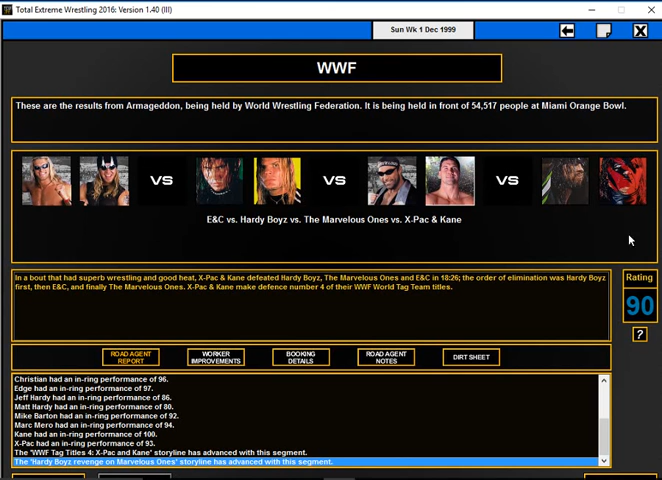 Total Extreme Wrestling 2016: Version 1.40 (III)
Sun Wk 1 Dec 1999
WWF
These are the results from Armageddon, being held by World Wrestling Federation. It is being held in front of 54,517 people at Miami Orange Bowl.
VS VS VS
E&C vs. Hardy Boyz vs. The Marvelous Ones vs. X-Pac & Kane
In a bout that had superb wrestling and good heat, X-Pac & Kane defeated Hardy Boyz, The Marvelous Ones and E&C in 18:26; the order of elimination was Hardy Boyz
first, then E&C, and finally The Marvelous Ones. X-Pac & Kane make defence number 4 of their WWF World Tag Team titles.
Rating
90
?
ROAD AGENT
REPORT
WORKER
IMPROVEMENTS
BOOKING
DETAILS
ROAD AGENT
NOTES
DIRT SHEET
Christian had an in-ring performance of 96.
Edge had an in-ring performance of 97.
Jeff Hardy had an in-ring performance of 86.
Matt Hardy had an in-ring performance of 80.
Mike Barton had an in-ring performance of 92.
Marc Mero had an in-ring performance of 94.
Kane had an in-ring performance of 100.
X-Pac had an in-ring performance of 93.
The 'WWF Tag Titles 4: X-Pac and Kane' storyline has advanced with this segment.
The 'Hardy Boyz revenge on Marvelous Ones' storyline has advanced with this segment.